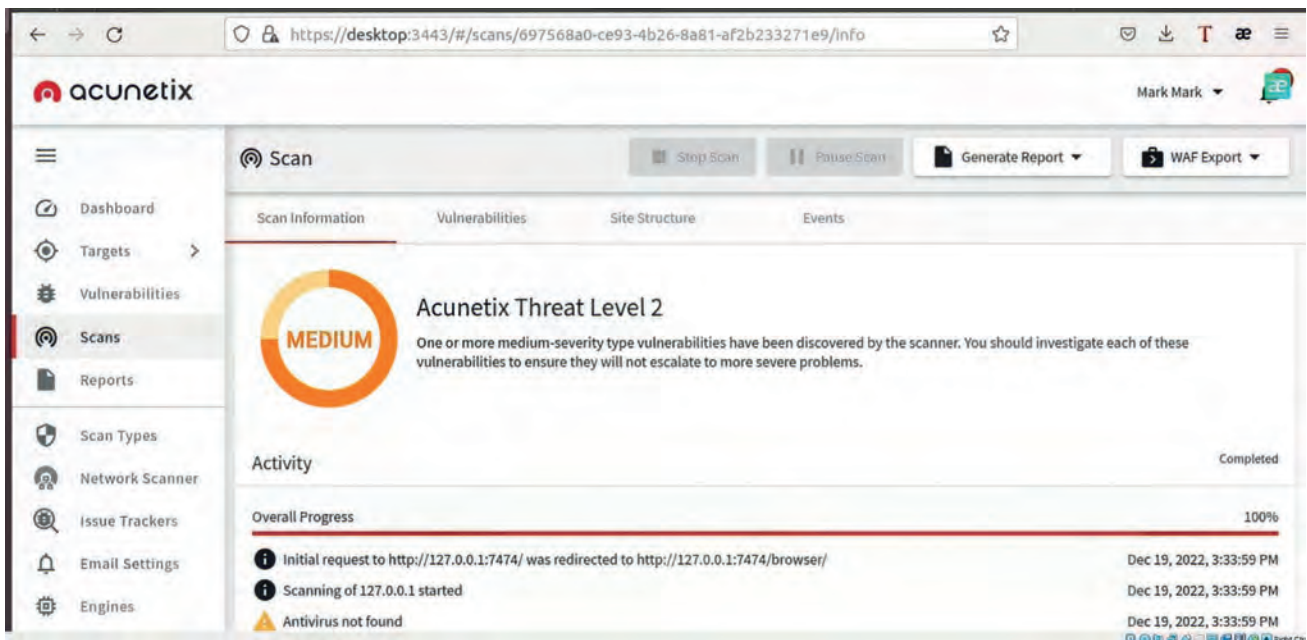 https://desktop:3443/#/scans/697568a0-ce93-4b26-8a81-af2b233271e9/info
T æ
acunetix
Mark Mark
æ
Scan
Stop Scan
Pause Scan
Generate Report
WAF Export
Dashboard
Targets
Vulnerabilities
Scans
Reports
Scan Types
Network Scanner
Issue Trackers
Email Settings
Engines
Scan Information
Vulnerabilities
Site Structure
Events
MEDIUM
Acunetix Threat Level 2
One or more medium-severity type vulnerabilities have been discovered by the scanner. You should investigate each of these
vulnerabilities to ensure they will not escalate to more severe problems.
Activity
Completed
Overall Progress
100%
Initial request to http://127.0.0.1:7474/ was redirected to http://127.0.0.1:7474/browser/
Dec 19, 2022, 3:33:59 PM
Scanning of 127.0.0.1 started
Dec 19, 2022, 3:33:59 PM
Antivirus not found
Dec 19, 2022, 3:33:59 PM